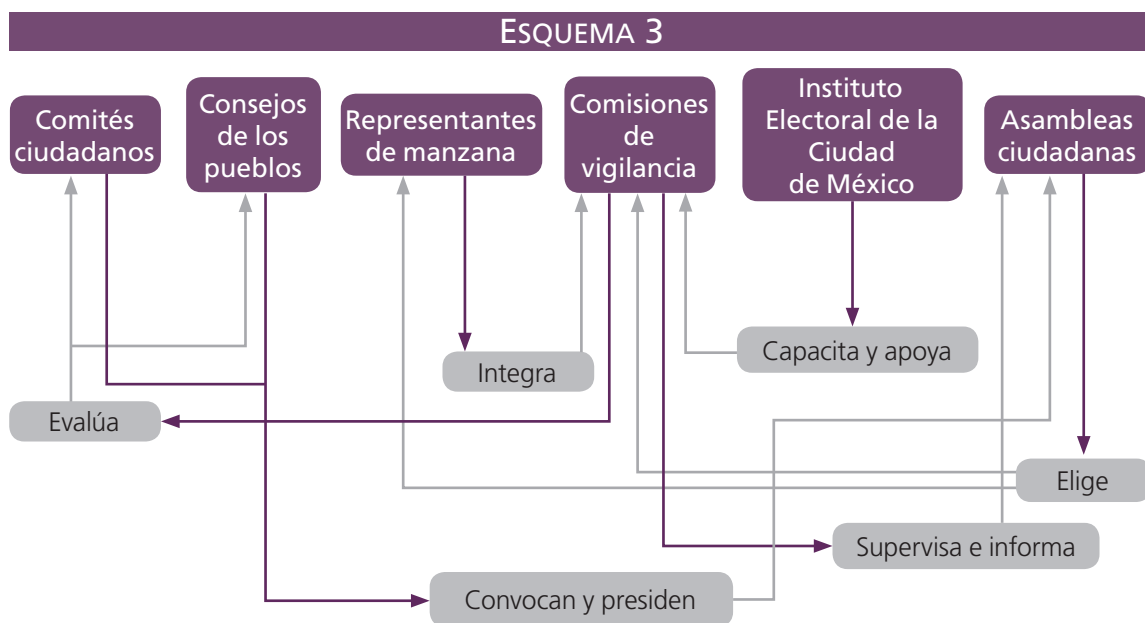 ESQUEMA 3
Comités
ciudadanos
Consejos
de los
pueblos
Representantes
de manzana
Comisiones
de
vigilancia
Instituto
Electoral de la
Ciudad
de México
Asambleas
ciudadanas
Capacita y apoya
Integra
Evalúa
Elige
Supervisa e informa
Convocan y presiden